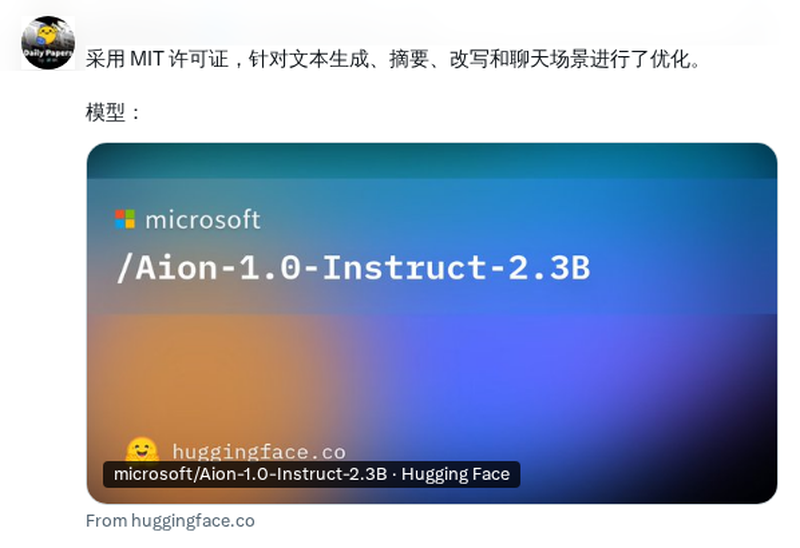 Daily Papers
采用 MIT 许可证，针对文本生成、摘要、改写和聊天场景进行了优化。
模型：
microsoft
/Aion-1.0-Instruct-2.3B
huggingface.co
microsoft/Aion-1.0-Instruct-2.3B · Hugging Face
From huggingface.co